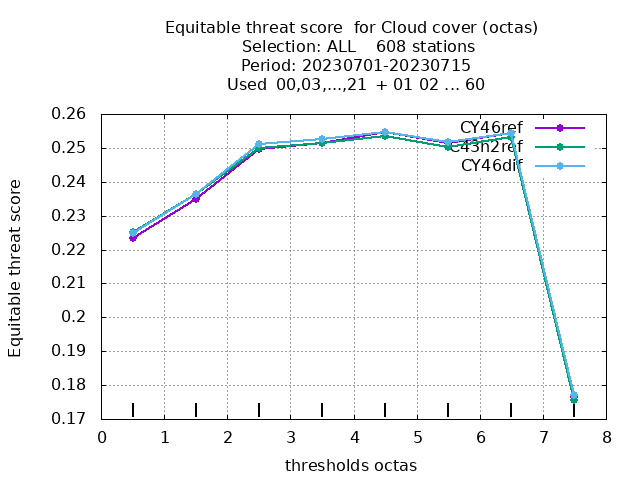 Equitable threat score  for Cloud cover (octas)
Selection: ALL    608 stations
Period: 20230701-20230715
Used  00,03,...,21  + 01 02 ... 60
Equitable threat score
0.26
0.25
0.24
0.23
0.22
0.21
0.2
0.19
0.18
0.17
CY46ref
C43h2ref
CY46dif
0 1 2 3 4 5 6 7 8
thresholds octas